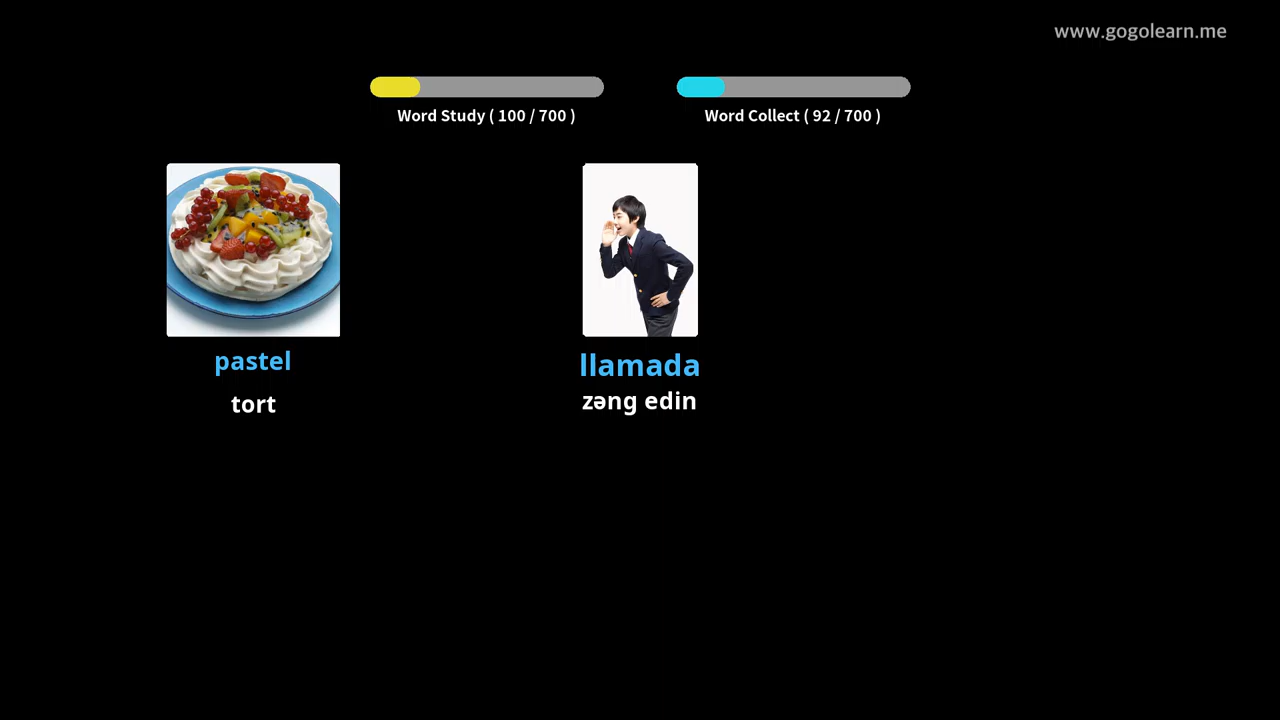 www.gogolearn.me
Word Study ( 100 / 700 )
Word Collect ( 92 / 700 )
pastel
tort
llamada
zəng edin